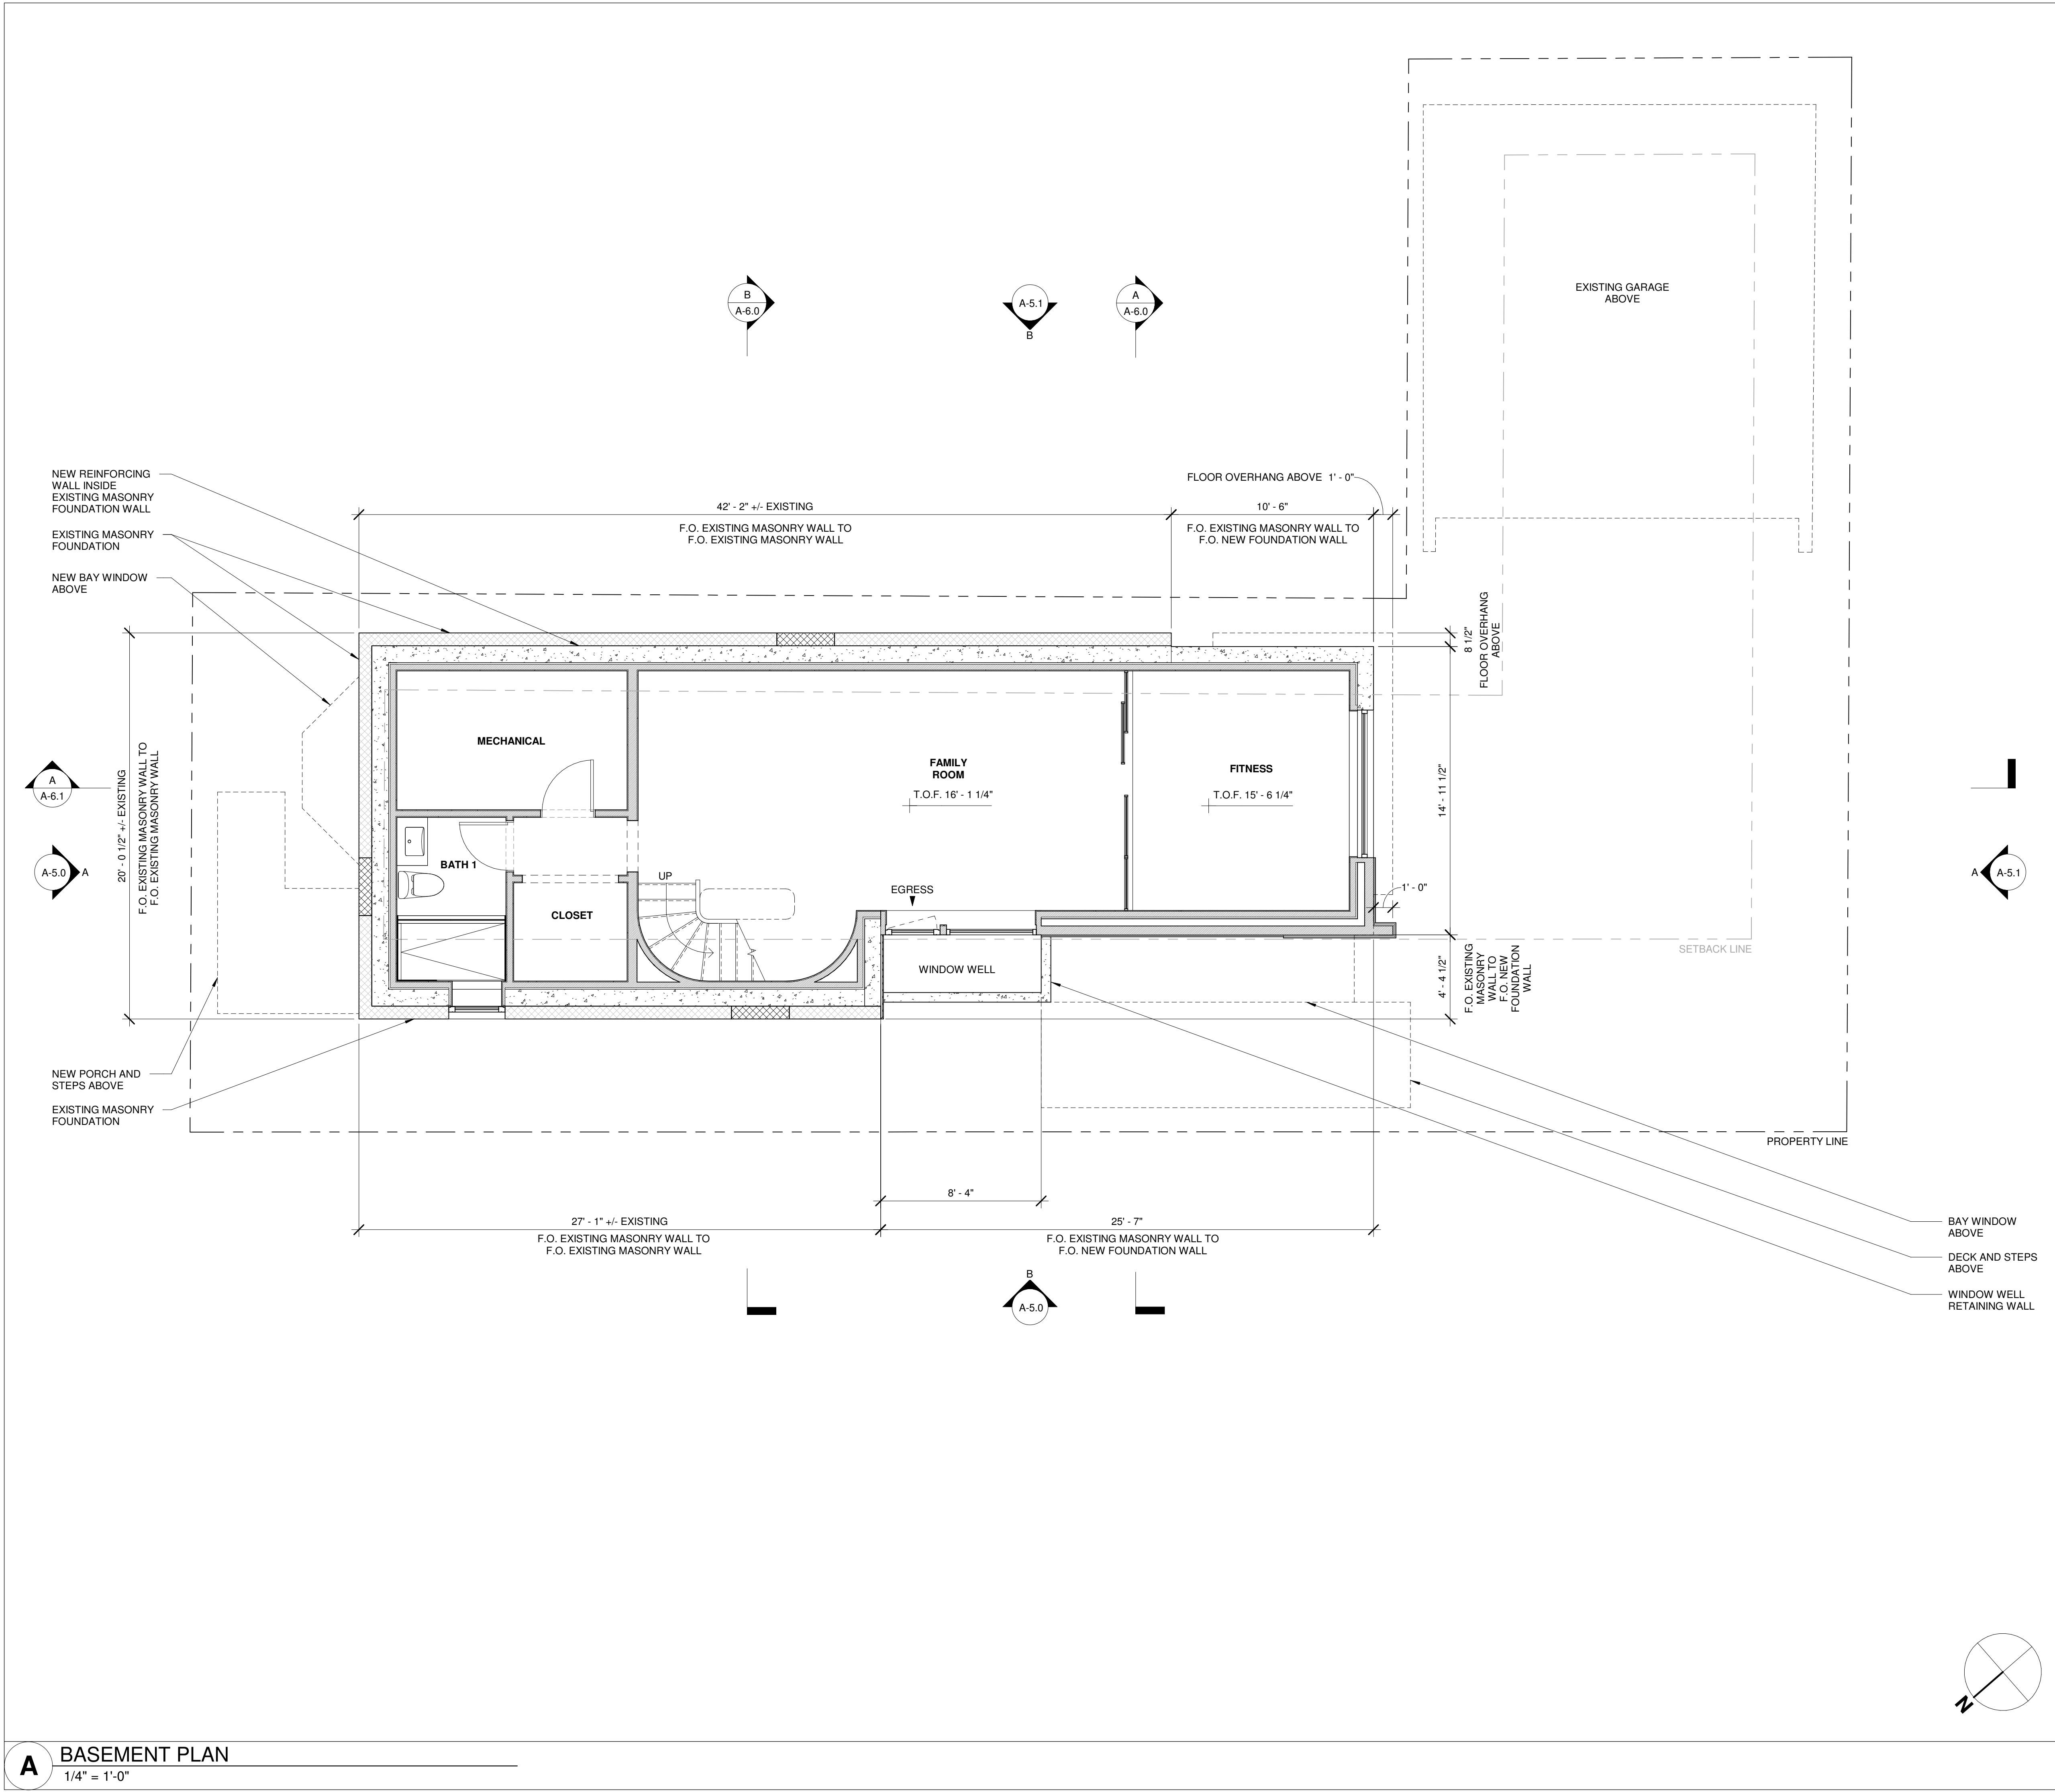 EXISTING GARAGE
ABOVE
B
A-6.0
A-5.1
B
A
A-6.0
NEW REINFORCING
WALL INSIDE
EXISTING MASONRY
FOUNDATION WALL
EXISTING MASONRY
FOUNDATION
NEW BAY WINDOW
ABOVE
FLOOR OVERHANG ABOVE 1' - 0"
42' - 2" +/- EXISTING
F.O. EXISTING MASONRY WALL TO
F.O. EXISTING MASONRY WALL
10' - 6"
F.O. EXISTING MASONRY WALL TO
F.O. NEW FOUNDATION WALL
8 1/2"
FLOOR OVERHANG
ABOVE
20' - 0 1/2" +/- EXISTING
F.O. EXISTING MASONRY WALL TO
F.O. EXISTING MASONRY WALL
MECHANICAL
FAMILY
ROOM
T.O.F. 16' - 1 1/4"
FITNESS
T.O.F. 15' - 6 1/4"
14' - 11 1/2"
A
A-6.1
A-5.0
A
BATH 1
CLOSET
UP
EGRESS
1' - 0"
A
A-5.1
WINDOW WELL
SETBACK LINE
4' - 4 1/2"
F.O. EXISTING
MASONRY
WALL TO
F.O. NEW
FOUNDATION
WALL
NEW PORCH AND
STEPS ABOVE
EXISTING MASONRY
FOUNDATION
PROPERTY LINE
8' - 4"
27' - 1" +/- EXISTING
F.O. EXISTING MASONRY WALL TO
F.O. EXISTING MASONRY WALL
25' - 7"
F.O. EXISTING MASONRY WALL TO
F.O. NEW FOUNDATION WALL
BAY WINDOW
ABOVE
DECK AND STEPS
ABOVE
WINDOW WELL
RETAINING WALL
B
A-5.0
N
A
BASEMENT PLAN
1/4" = 1'-0"